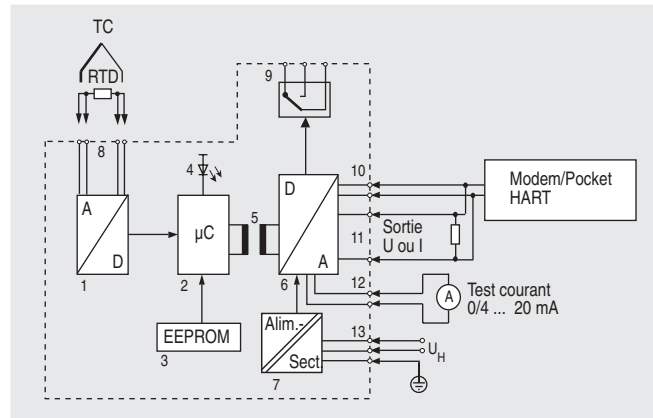 TC
RTD
9
8
4
10
Modem/Pocket
HART
A
D
µC
5
D
A
Sortie
U ou I
11
1
2
6
12
A
Test courant
0/4 ... 20 mA
EEPROM
3
Alim.-
Sect
13
U_H
7